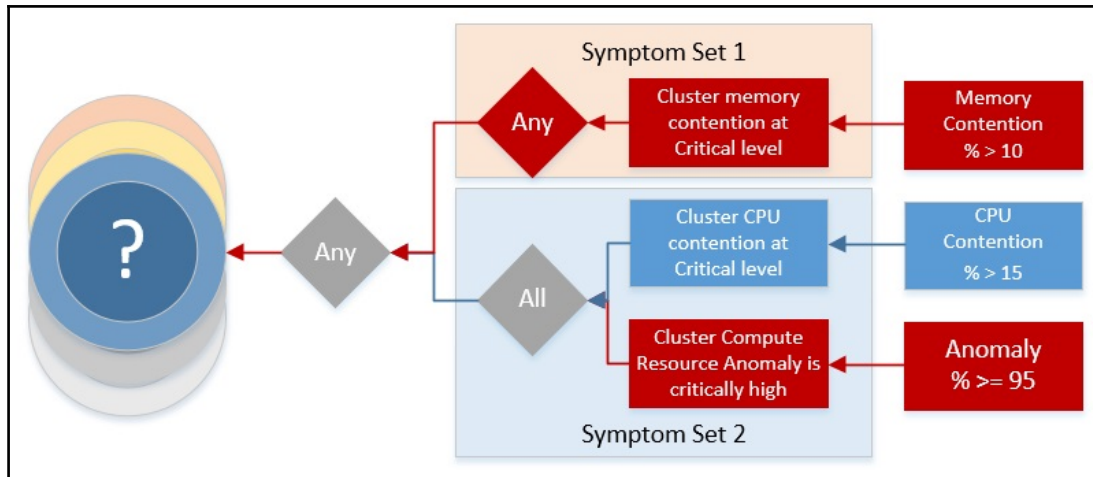 Symptom Set 1
Any
Cluster memory
contention at
Critical level
Memory
Contention
% > 10
?
Any
All
Cluster CPU
contention at
Critical level
CPU
Contention
% > 15
Cluster Compute
Resource Anomaly is
critically high
Anomaly
% >= 95
Symptom Set 2